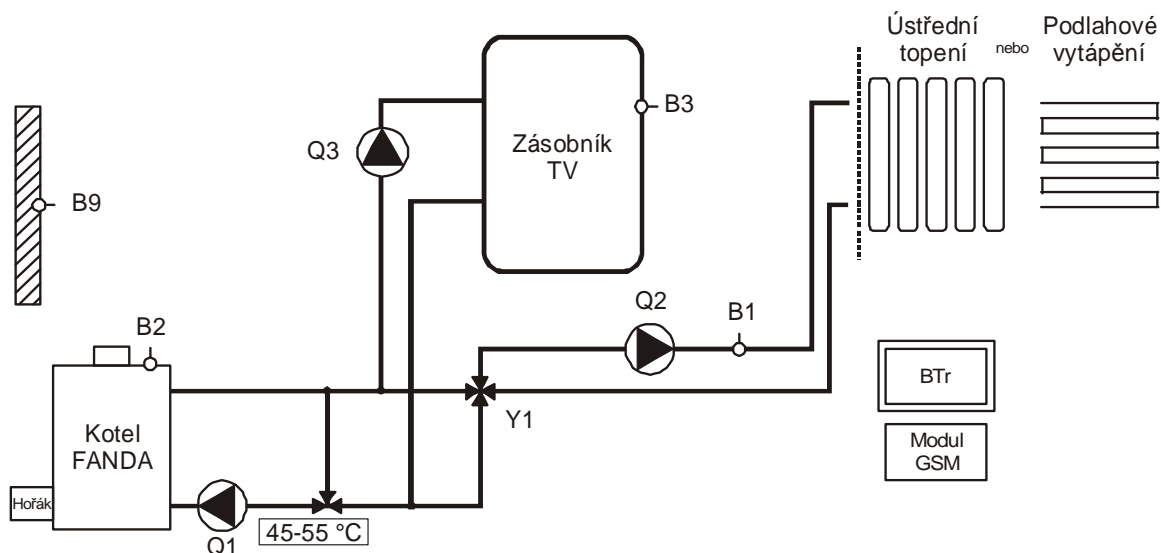 Ústřední
topení
nebo
Podlahové
vytápění
B3
Zásobník
TV
Q3
B9
Q2
B1
B2
BTr
Y1
Kotel
FANDA
Modul
GSM
Hořák
45-55 °C
Q1